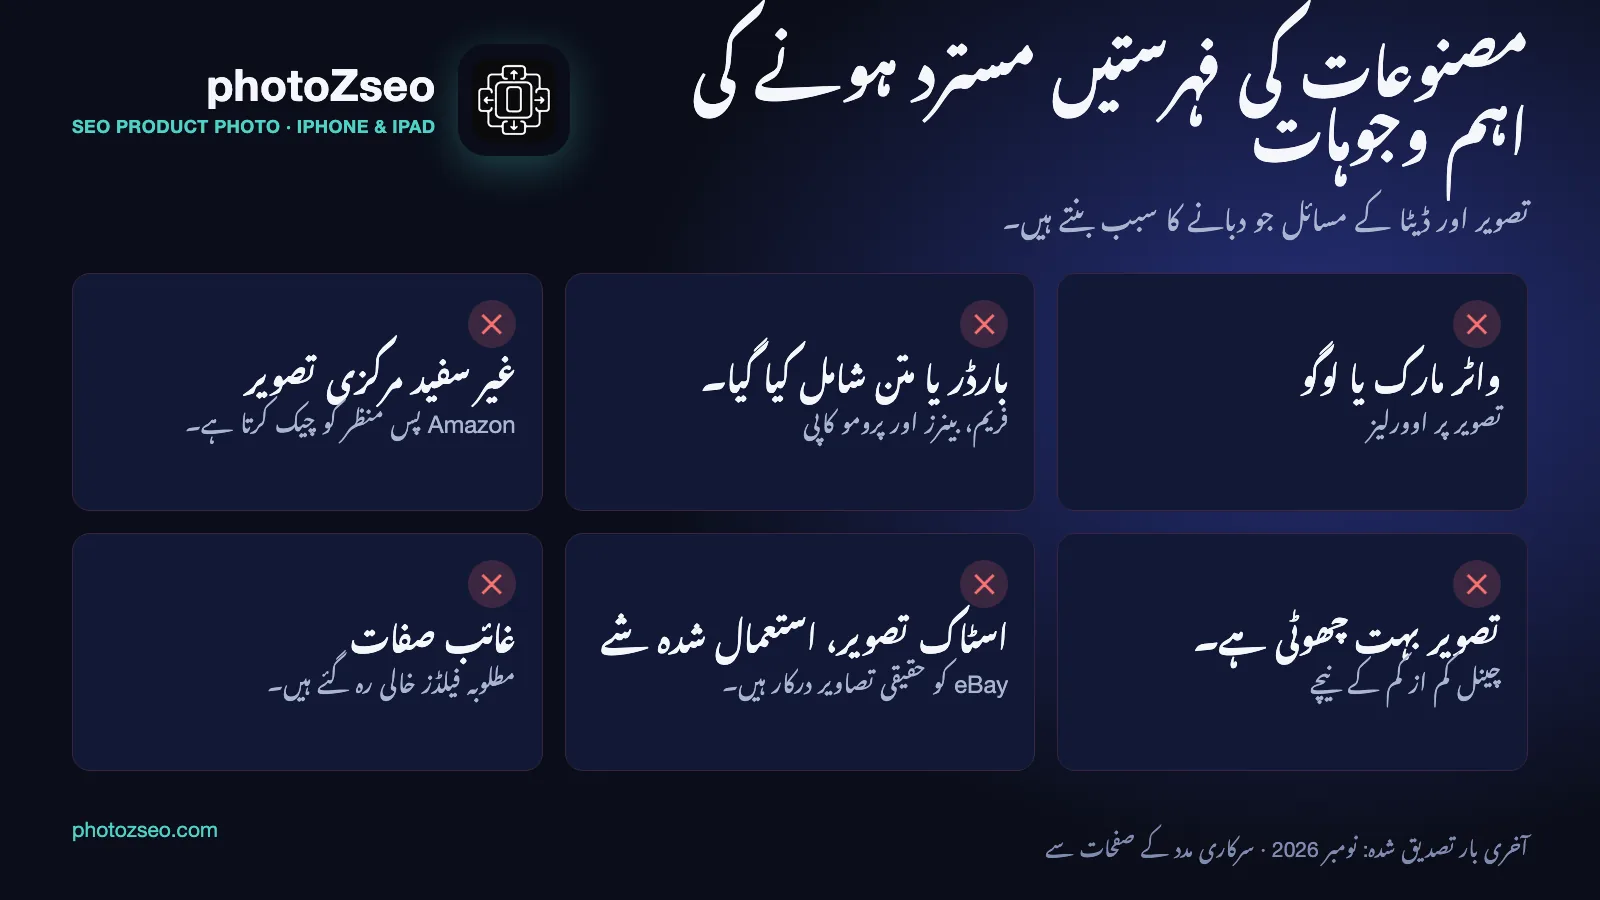 مصنوعات کی فہرستیں مسترد ہونے کی
اہم وجوہات
تصویر اور ڈیٹا کے مسائل جو دبانے کا سبب بنتے ہیں۔
photoZseo
SEO PRODUCT PHOTO · IPHONE & IPAD
واٹر مارک یا لوگو
تصویر پر اوورلیز
بارڈر یا متن شامل کیا گیا۔
فریم، بینرز اور پرومو کاپی
غیر سفید مرکزی تصویر
Amazon پس منظر کو چیک کرتا ہے۔
تصویر بہت چھوٹی ہے۔
چینل کم از کم کے نیچے
اسٹاک تصویر، استعمال شدہ شے
eBay کو حقیقی تصاویر درکار ہیں۔
غائب صفات
مطلوبہ فیلڈز خالی رہ گئے ہیں۔
آخری بار تصدیق شدہ: نومبر 2026 · سرکاری مدد کے صفحات سے
photozseo.com